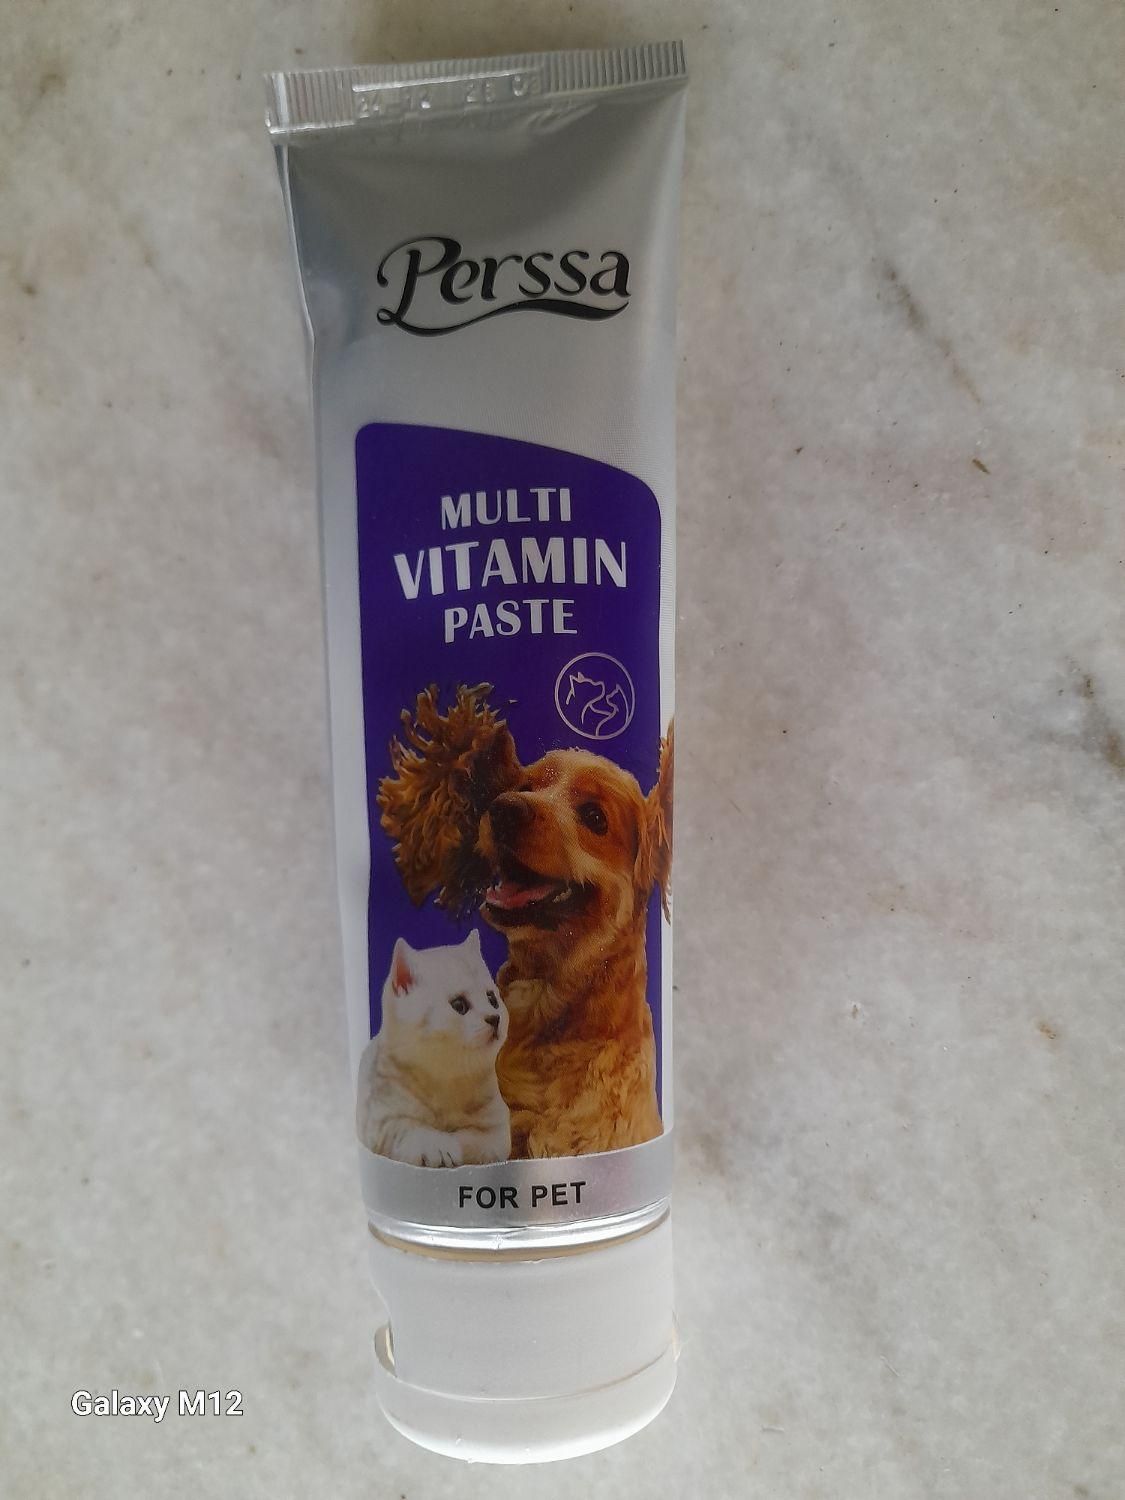 Perssa
MULTI
VITAMIN
PASTE
FOR PET
Galaxy M12